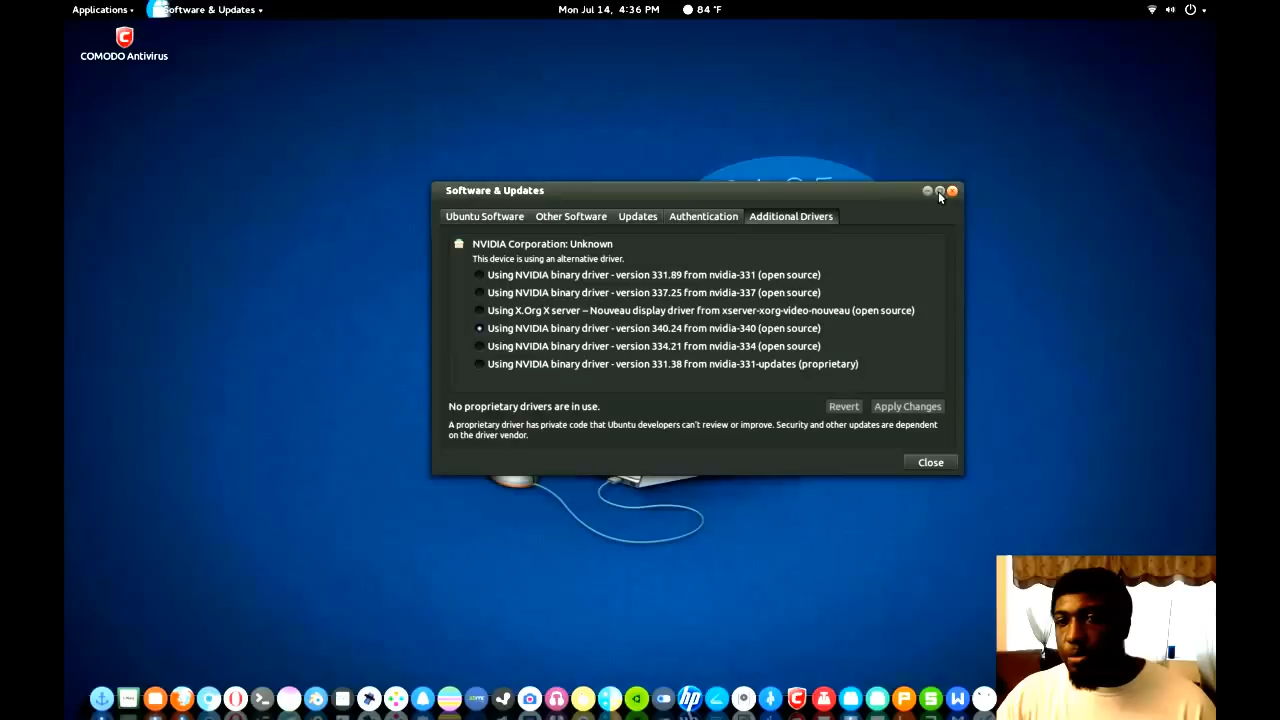 Applications
Software & Updates
Mon Jul 14, 4:36 PM
84 °F
COMODO Antivirus
Software & Updates
Ubuntu Software
Other Software
Updates
Authentication
Additional Drivers
NVIDIA Corporation: Unknown
This device is using an alternative driver.
Using NVIDIA binary driver - version 331.89 from nvidia-331 (open source)
Using NVIDIA binary driver - version 337.25 from nvidia-337 (open source)
Using X.Org X server – Nouveau display driver from xserver-xorg-video-nouveau (open source)
Using NVIDIA binary driver - version 340.24 from nvidia-340 (open source)
Using NVIDIA binary driver - version 334.21 from nvidia-334 (open source)
Using NVIDIA binary driver - version 331.38 from nvidia-331-updates (proprietary)
No proprietary drivers are in use.
Revert
Apply Changes
A proprietary driver has private code that Ubuntu developers can't review or improve. Security and other updates are dependent
on the driver vendor.
Close